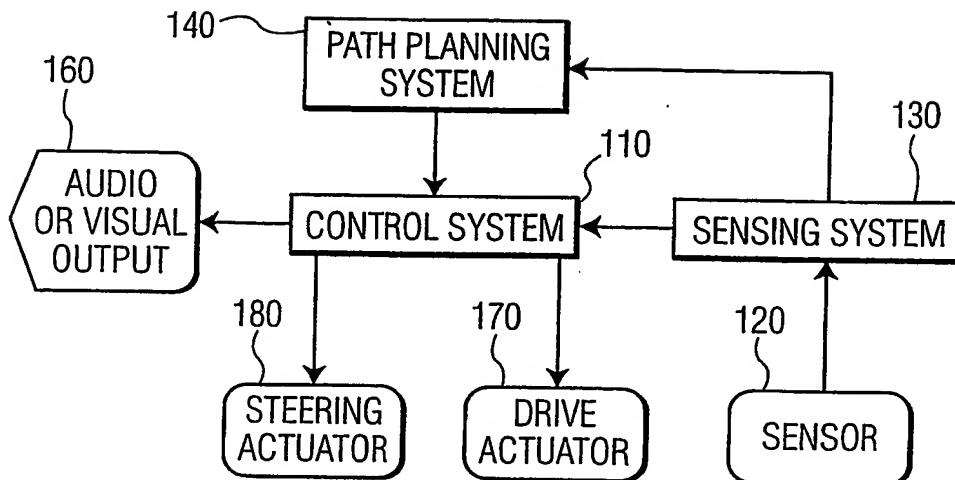 140
PATH PLANNING
SYSTEM
160
130
110
AUDIO
OR VISUAL
OUTPUT
CONTROL SYSTEM
SENSING SYSTEM
180
170
120
STEERING
ACTUATOR
DRIVE
ACTUATOR
SENSOR